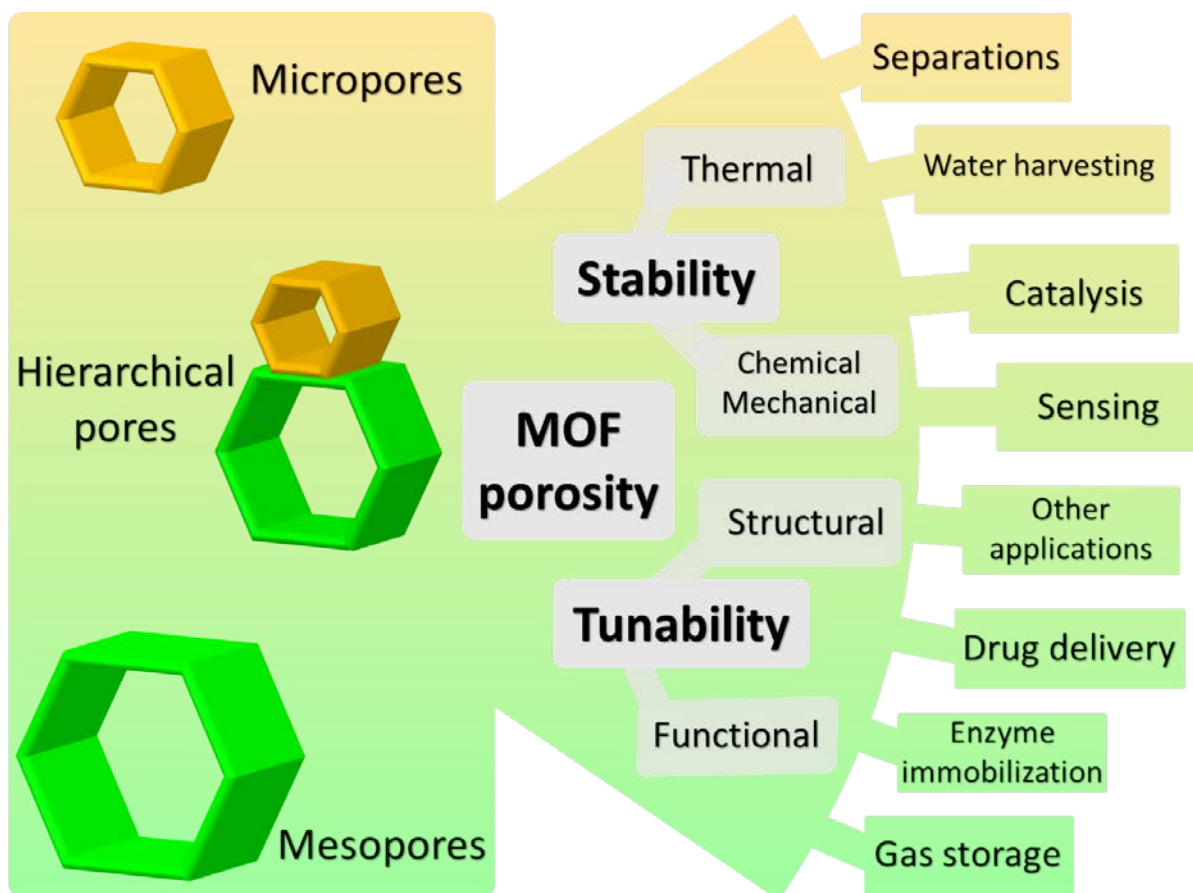 Micropores
Hierarchical
pores
Mesopores
MOF
porosity
Stability
Thermal
Chemical
Mechanical
Tunability
Structural
Functional
Separations
Water harvesting
Catalysis
Sensing
Other
applications
Drug delivery
Enzyme
immobilization
Gas storage